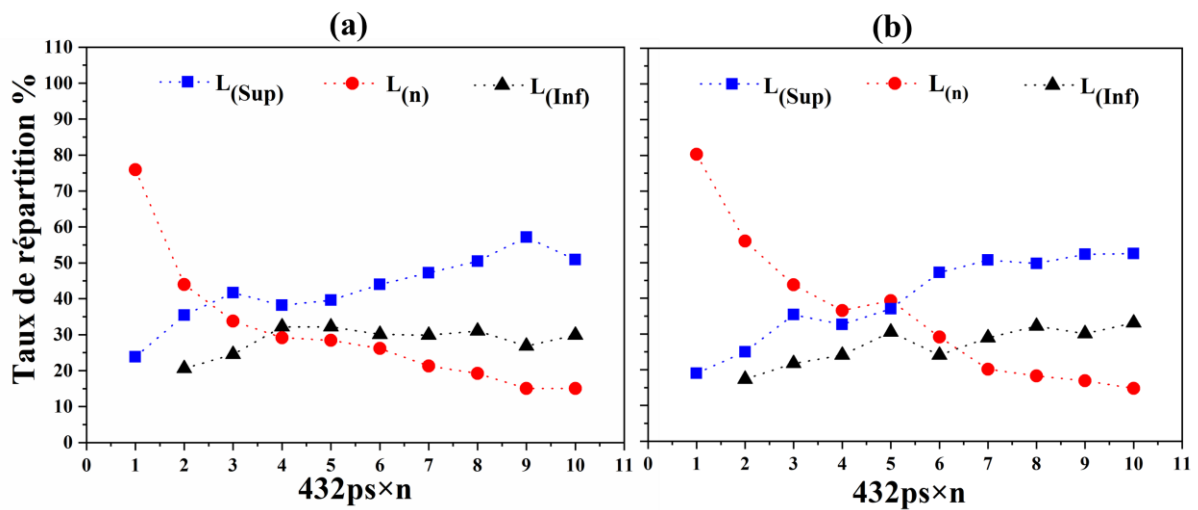 (a) (b)
Taux de répartition %
110
100
90
80
70
60
50
40
30
20
10
0
L(Sup) L(n) L(Inf)
0 1 2 3 4 5 6 7 8 9 10 11
432ps×n
L(Sup) L(n) L(Inf)
0 1 2 3 4 5 6 7 8 9 10 11
432ps×n